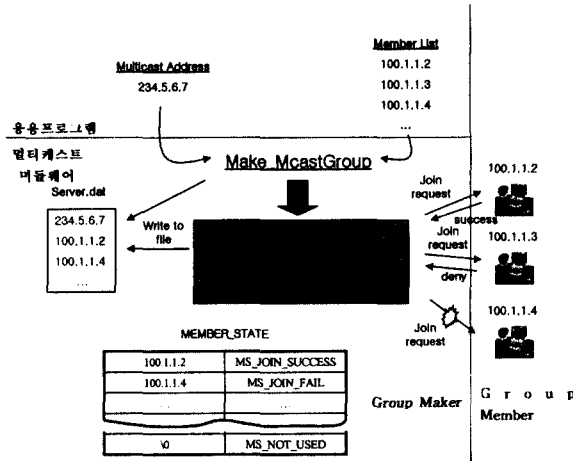 Multicast Address
234.5.6.7
Member List
100.1.1.2
100.1.1.3
100.1.1.4
...
응용프로그램
멀티캐스트
미들웨어
Make_McastGroup
Server.dat
234.5.6.7
100.1.1.2
100.1.1.4
...
Write to
file
Join
request
success
Join
request
deny
Join
request
100.1.1.2
100.1.1.3
100.1.1.4
MEMBER_STATE
100.1.1.2 MS_JOIN_SUCCESS
100.1.1.4 MS_JOIN_FAIL
... ...
\0 MS_NOT_USED
Group Maker
Group
Member